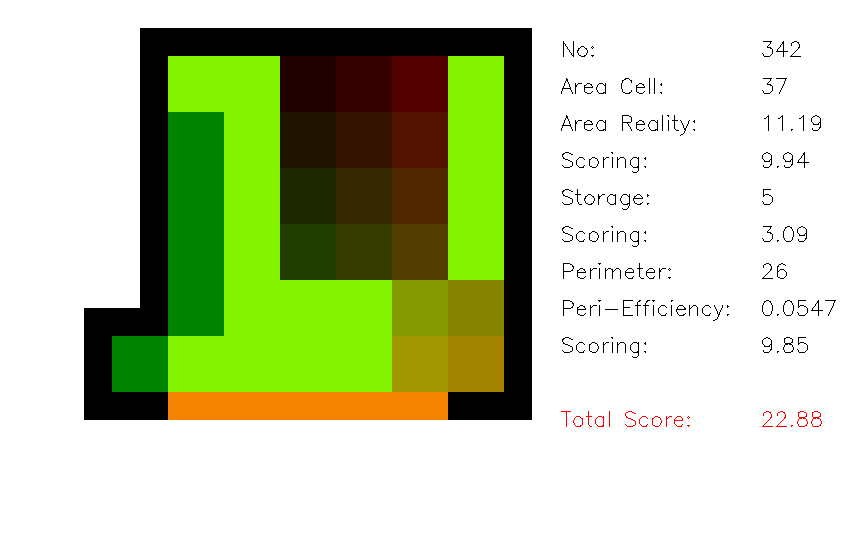 No: 342
Area Cell: 37
Area Reality: 11.19
Scoring: 9.94
Storage: 5
Scoring: 3.09
Perimeter: 26
Peri-Efficiency: 0.0547
Scoring: 9.85
Total Score: 22.88